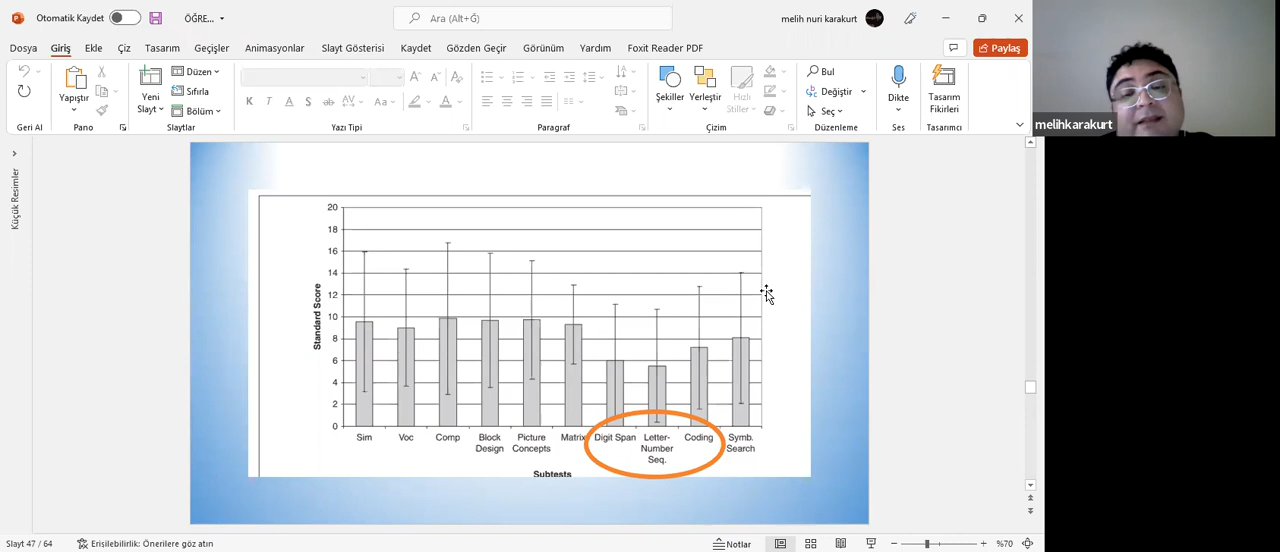 Otomatik Kaydet
ÖĞRE...
Ara (Alt+Ğ)
melih nuri karakurt
Dosya Giriş Ekle Çiz Tasarım Geçişler Animasyonlar Slayt Gösterisi Kaydet Gözden Geçir Görünüm Yardım Foxit Reader PDF
Paylaş
Yapıştır
Yeni
Slayt
Düzen
Sıfırla
Bölüm
K T A S ab AV Aa A
Şekiller
Yerleştir
Hızlı
Stiller
Bul
Değiştir
Seç
Dikte
Tasarım
Fikirleri
Geri Al Pano Slaytlar Yazı Tipi Paragraf Çizim Düzenleme Ses Tasarımcı
melihkarakurt
Küçük Resimler
Standard Score
20
18
16
14
12
10
8
6
4
2
0
Sim
Voc
Comp
Block
Design
Picture
Concepts
Matrix
Digit Span
Letter-
Number
Seq.
Coding
Symb.
Search
Subtests
Slayt 47 / 64
Erişilebilirlik: Önerilere göz atın
Notlar
%70